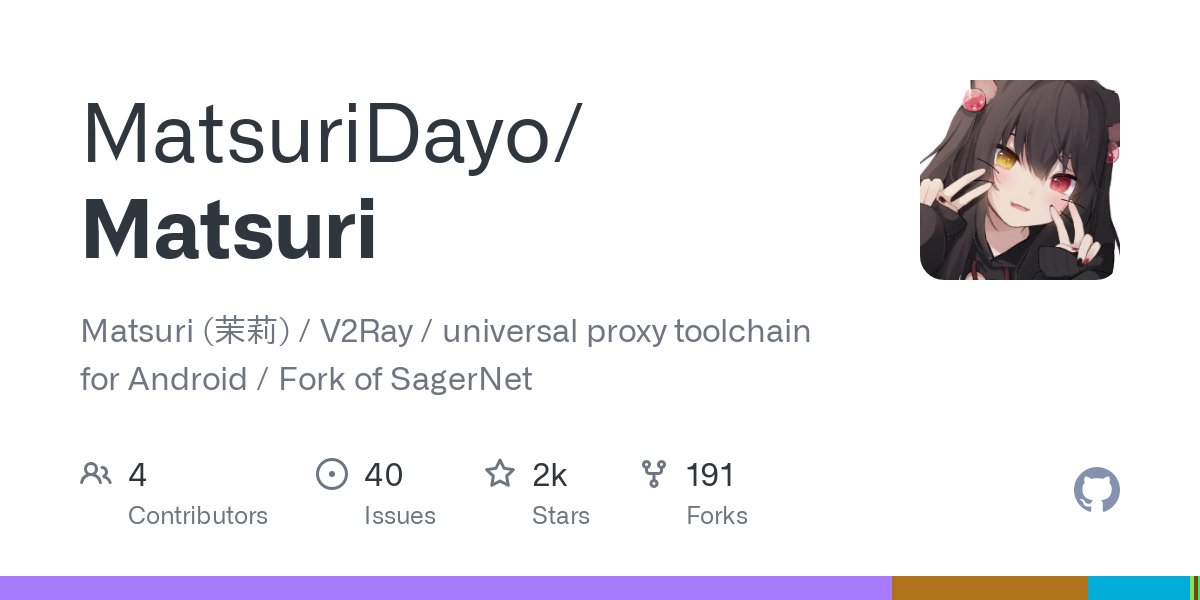 MatsuriDayo/
Matsuri
Matsuri (茉莉) / V2Ray / universal proxy toolchain
for Android / Fork of SagerNet
4 40 2k 191
Contributors Issues Stars Forks